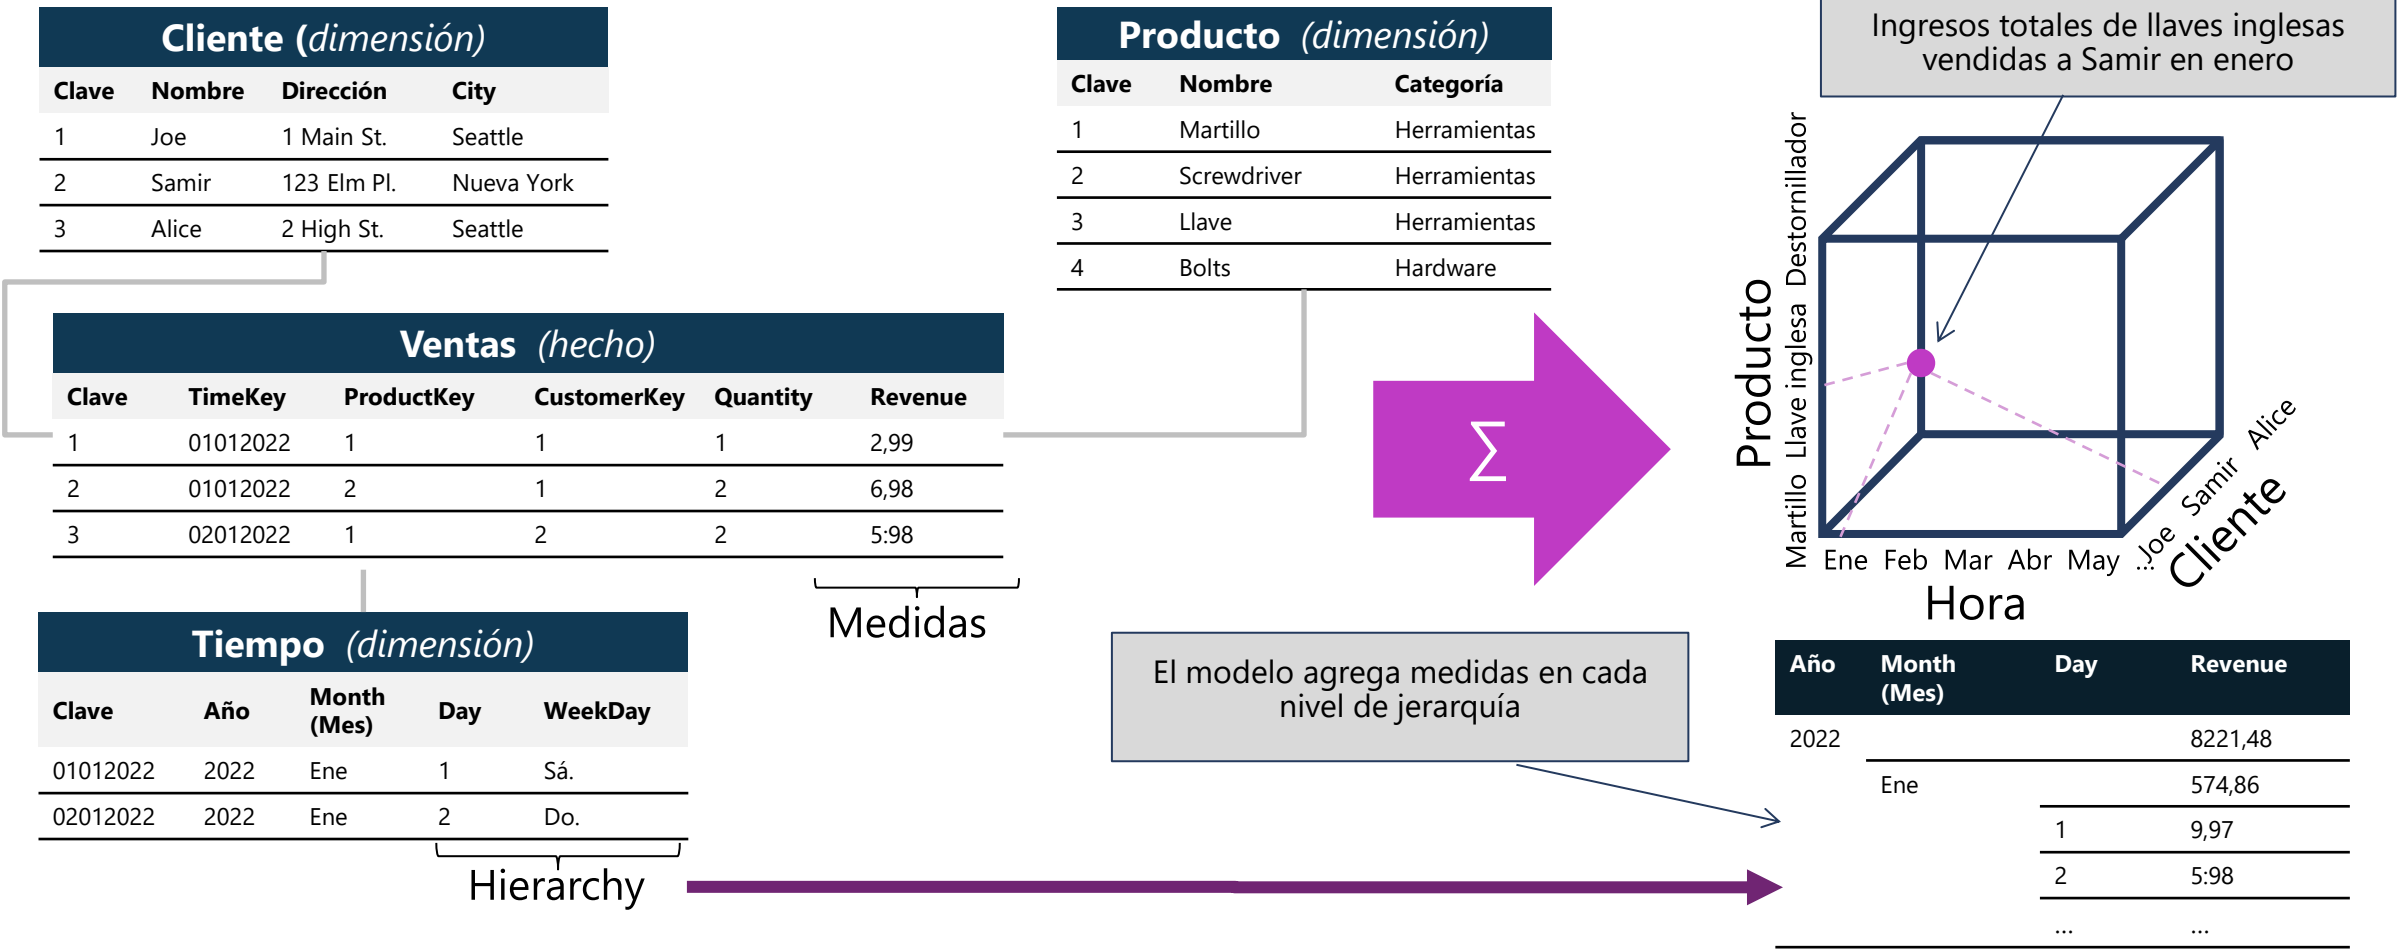 Cliente (dimensión)
Clave Nombre Dirección City
1 Joe 1 Main St. Seattle
2 Samir 123 Elm Pl. Nueva York
3 Alice 2 High St. Seattle
Producto (dimensión)
Clave Nombre Categoría
1 Martillo Herramientas
2 Screwdriver Herramientas
3 Llave Herramientas
4 Bolts Hardware
Ventas (hecho)
Clave TimeKey ProductKey CustomerKey Quantity Revenue
1 01012022 1 1 1 2,99
2 01012022 2 1 2 6,98
3 02012022 1 2 2 5:98
Medidas
Tiempo (dimensión)
Clave Año Month (Mes) Day WeekDay
01012022 2022 Ene 1 Sá.
02012022 2022 Ene 2 Do.
Hierarchy
∑
Ingresos totales de llaves inglesas
vendidas a Samir en enero
Producto
Martillo Llave inglesa Destornillador
Ene Feb Mar Abr May ...
Hora
Joe Samir Alice
Cliente
El modelo agrega medidas en cada
nivel de jerarquía
Año Month (Mes) Day Revenue
2022 8221,48
Ene 574,86
1 9,97
2 5:98
... ...